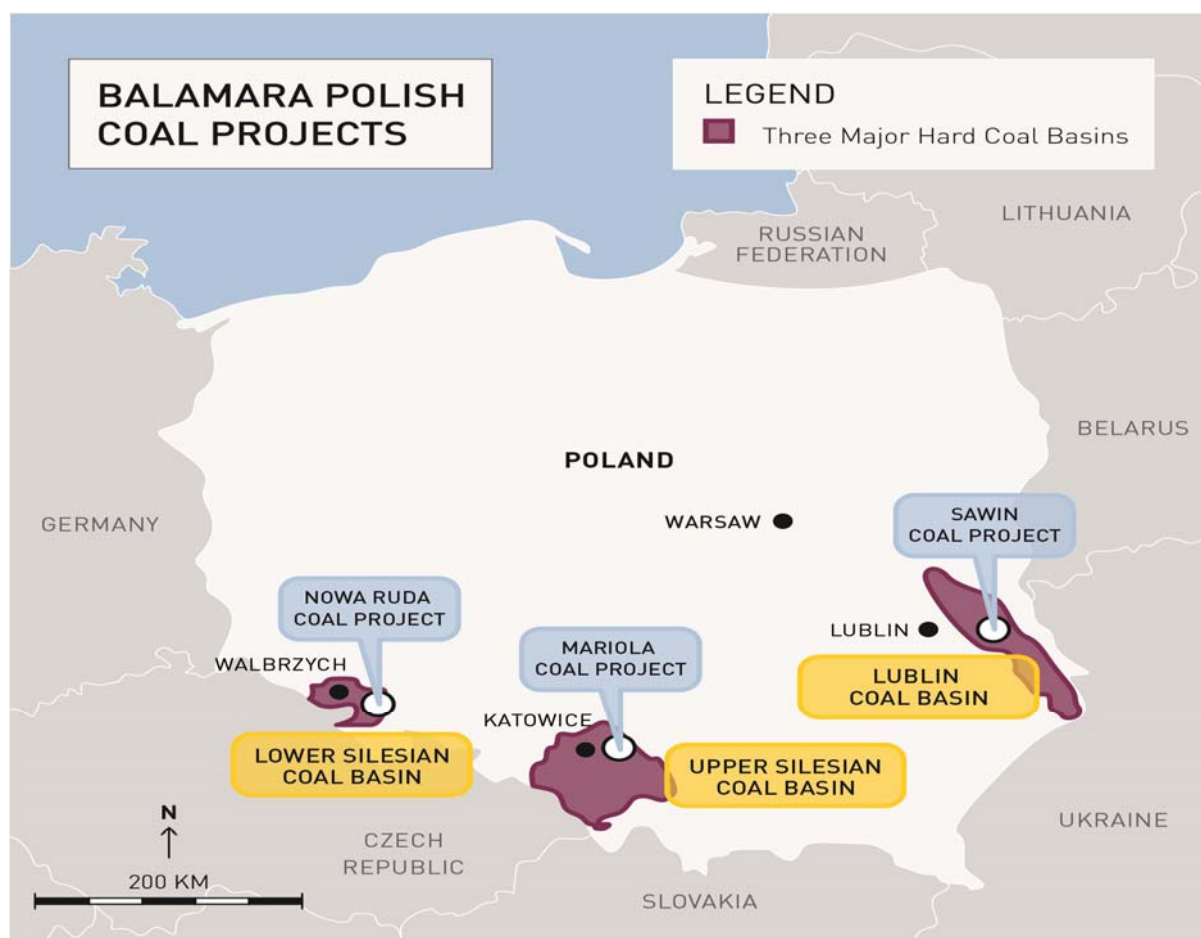 BALAMARA POLISH
COAL PROJECTS
LEGEND
Three Major Hard Coal Basins
LITHUANIA
RUSSIAN
FEDERATION
BELARUS
POLAND
GERMANY
WARSAW
SAWIN
COAL PROJECT
NOWA RUDA
COAL PROJECT
LUBLIN
MARIOLA
COAL PROJECT
WALBRZYCH
LUBLIN
COAL BASIN
KATOWICE
LOWER SILESIAN
COAL BASIN
UPPER SILESIAN
COAL BASIN
N
UKRAINE
CZECH
REPUBLIC
200 KM
SLOVAKIA